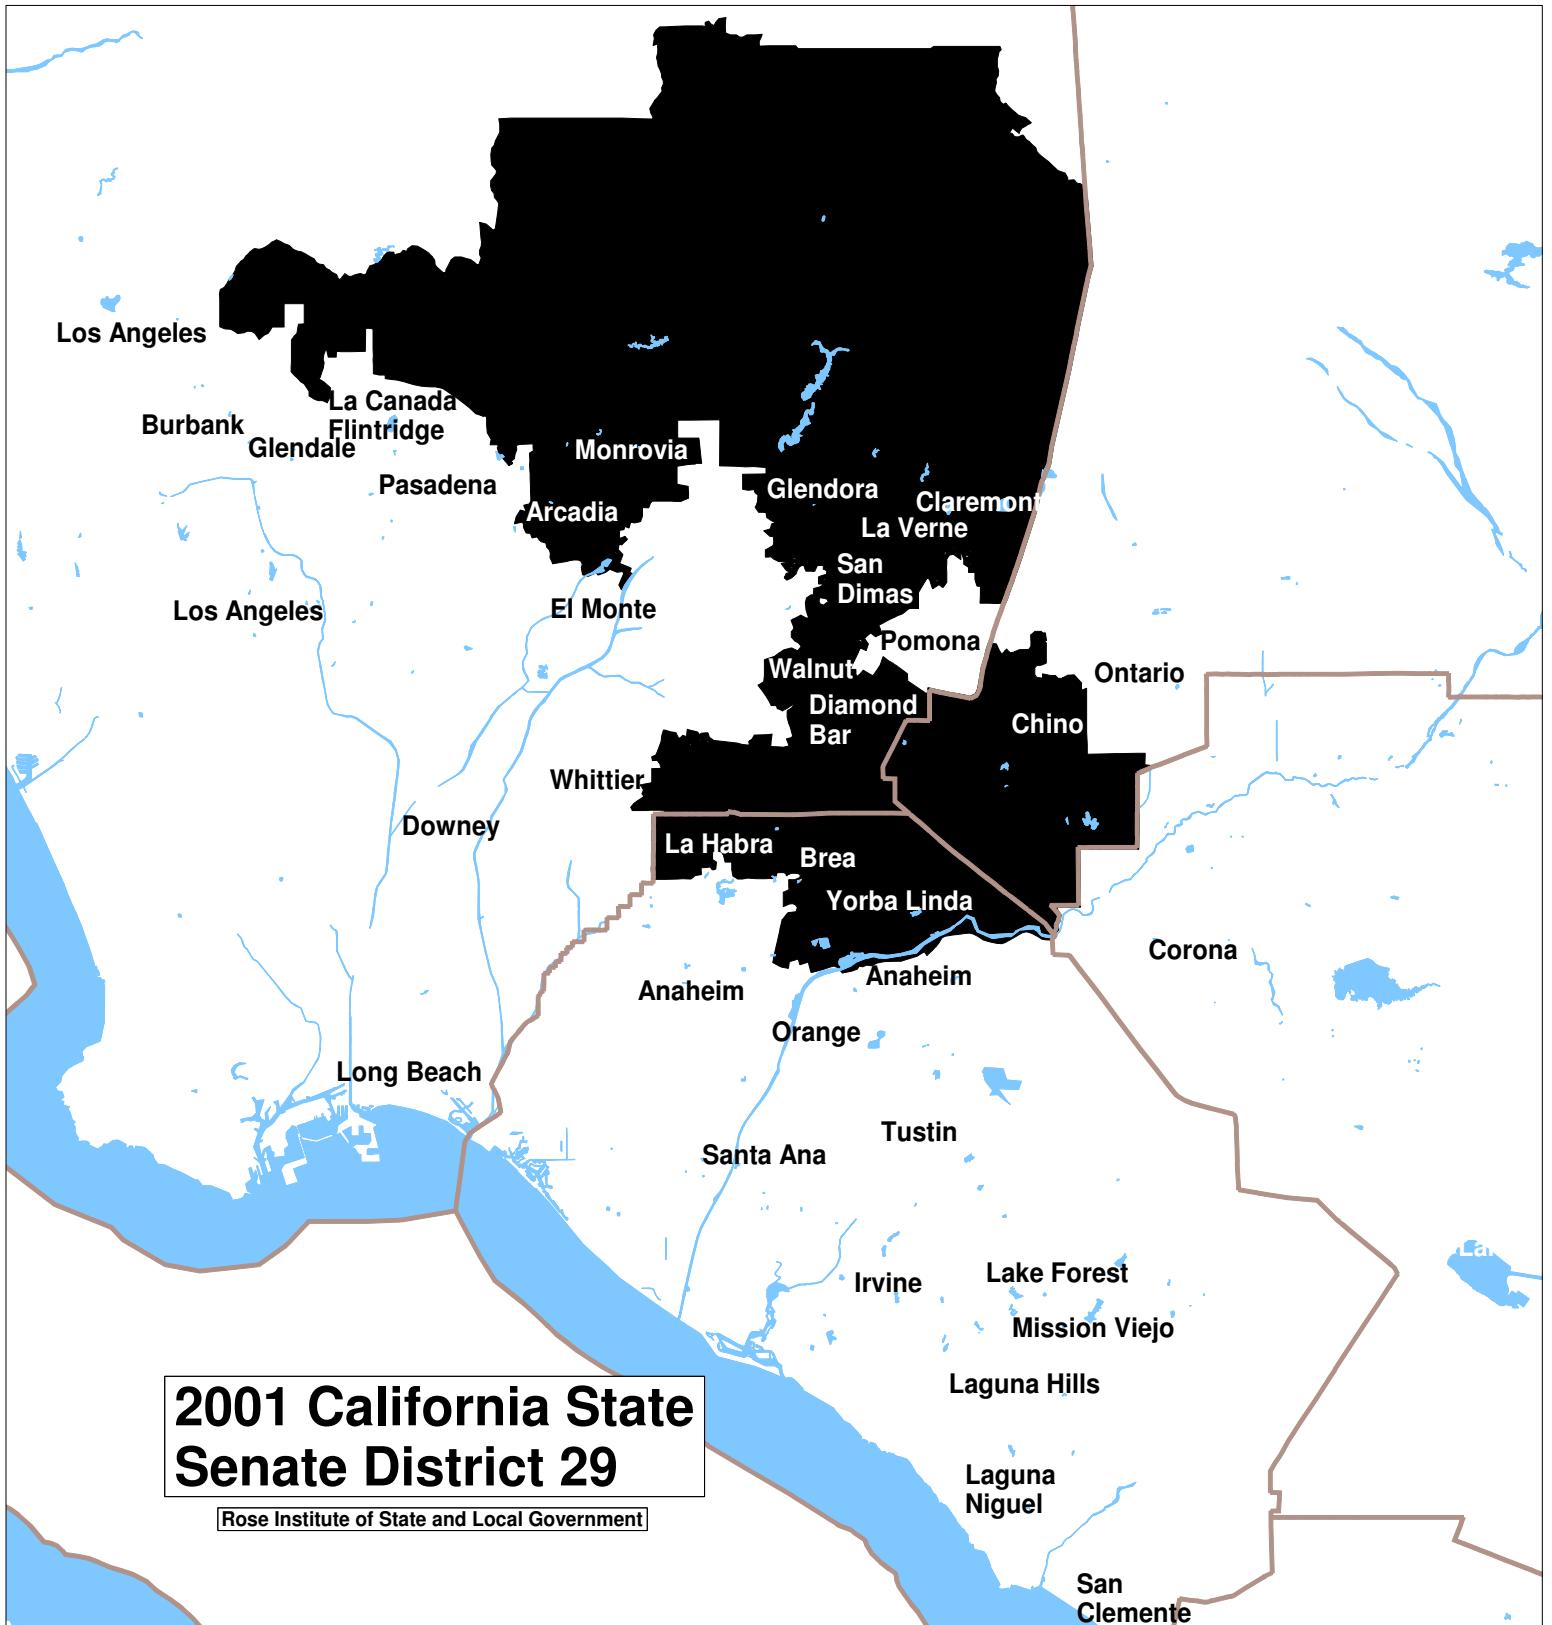 Los Angeles
La Canada
Flintridge
Burbank
Glendale
Monrovia
Pasadena
Glendora
Claremont
Arcadia
La Verne
San
Dimas
El Monte
Los Angeles
Pomona
Walnut
Ontario
Diamond
Bar
Chino
Whittier
Downey
La Habra
Brea
Yorba Linda
Corona
Anaheim
Anaheim
Orange
Long Beach
Tustin
Santa Ana
Lake Forest
Irvine
Mission Viejo
Laguna Hills
2001 California State
Senate District 29
Laguna
Niguel
Rose Institute of State and Local Government
San
Clemente